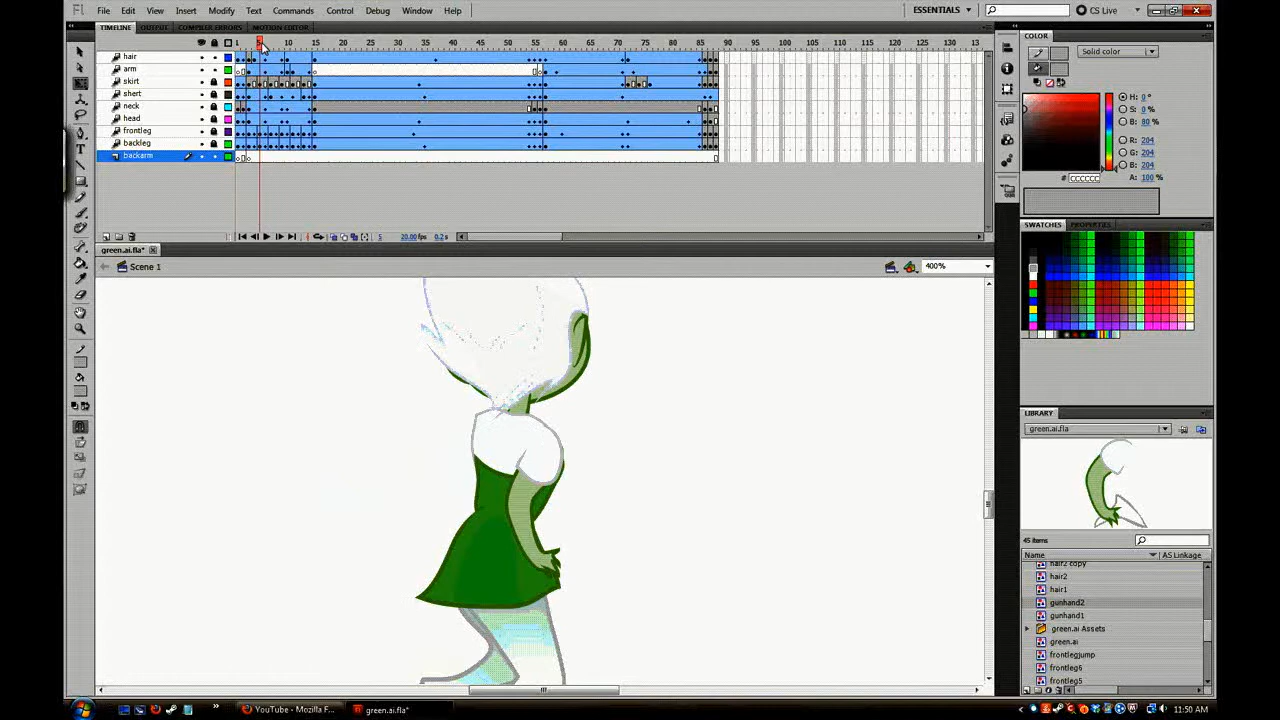 Fl File Edit View Insert Modify Text Commands Control Debug Window Help ESSENTIALS CS Live
TIMELINE OUTPUT COMPILER ERRORS MOTION EDITOR
1 10 15 20 25 30 35 40 45 50 55 60 65 70 75 80 85 90 95 100 105 110 115 120 125 130
hair
arm
skirt
shert
neck
head
frontleg
backleg
backarm
5 20.00fps 0.2s
green.ai.fla*
Scene 1
400%
COLOR
Solid color
H: 0 °
S: 0 %
B: 80 %
R: 204
G: 204
B: 204
# CCCCCC A: 100 %
SWATCHES PROPERTIES
LIBRARY
green.ai.fla
45 items
Name AS Linkage
hair2 copy
hair2
hair1
gunhand2
gunhand1
green.ai Assets
green.ai
frontlegjump
frontleg6
frontleg5
YouTube - Mozilla F...
green.ai.fla*
11:50 AM